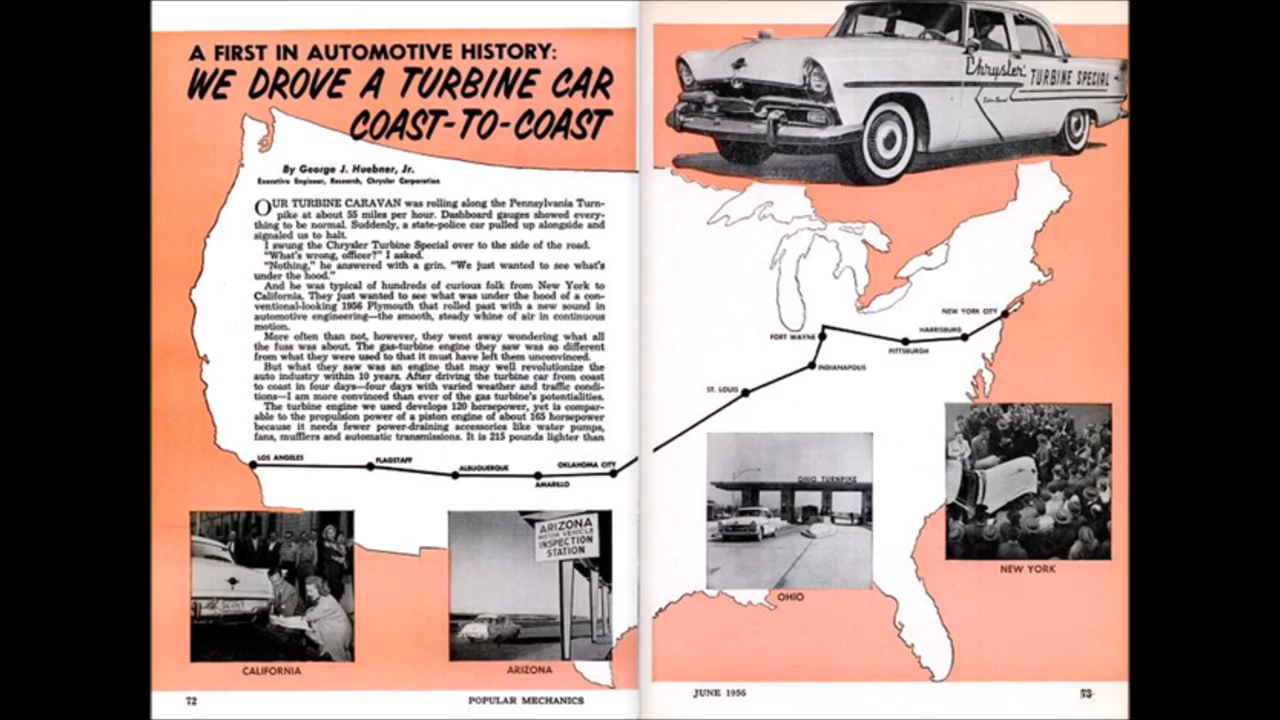 A FIRST IN AUTOMOTIVE HISTORY:
WE DROVE A TURBINE CAR
COAST-TO-COAST
By George J. Huebner, Jr.
Executive Engineer, Research, Chrysler Corporation
OUR TURBINE CARAVAN was rolling along the Pennsylvania Turn-
pike at about 55 miles per hour. Dashboard gauges showed every-
thing to be normal. Suddenly, a state-police car pulled up alongside and
signaled us to halt.
I swung the Chrysler Turbine Special over to the side of the road.
"What's wrong, officer?" I asked.
"Nothing," he answered with a grin. "We just wanted to see what's
under the hood."
And he was typical of hundreds of curious folk from New York to
California. They just wanted to see what was under the hood of a con-
ventional-looking 1956 Plymouth that rolled past with a new sound in
automotive engineering—the smooth, steady whine of air in continuous
motion.
More often than not, however, they went away wondering what all
the fuss was about. The gas-turbine engine they saw was so different
from what they were used to that it must have left them unconvinced.
But what they saw was an engine that may well revolutionize the
auto industry within 10 years. After driving the turbine car from coast
to coast in four days—four days with varied weather and traffic condi-
tions—I am more convinced than ever of the gas turbine's potentialities.
The turbine engine we used develops 120 horsepower, yet is compar-
able to the propulsion power of a piston engine of about 165 horsepower
because it needs fewer power-draining accessories like water pumps,
fans, mufflers and automatic transmissions. It is 215 pounds lighter than
LOS ANGELES
FLAGSTAFF
ALBUQUERQUE
AMARILLO
OKLAHOMA CITY
ARIZONA
MOTOR VEHICLE
INSPECTION
STATION
CALIFORNIA
ARIZONA
72
POPULAR MECHANICS
Chrysler
TURBINE SPECIAL
NEW YORK CITY
HARRISBURG
PITTSBURGH
FORT WAYNE
INDIANAPOLIS
ST. LOUIS
OHIO TURNPIKE
OHIO
NEW YORK
JUNE 1956
73